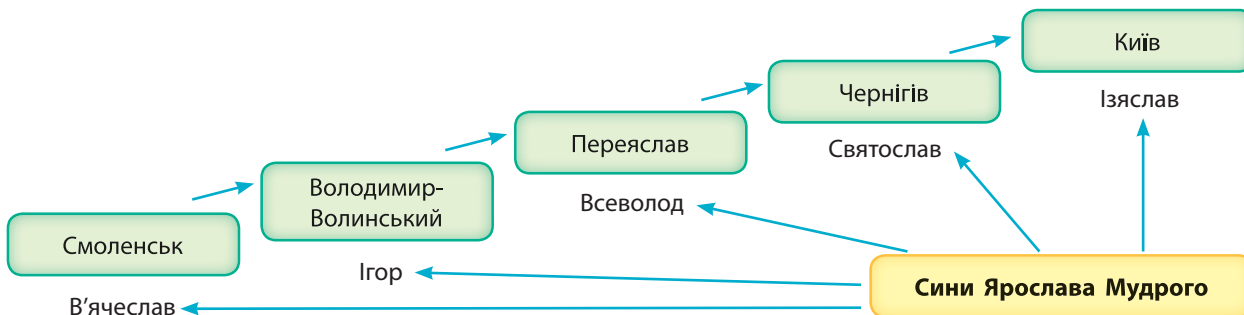 Київ
Ізяслав
Чернігів
Святослав
Переяслав
Всеволод
Володимир-
Волинський
Ігор
Смоленськ
В’ячеслав
Сини Ярослава Мудрого